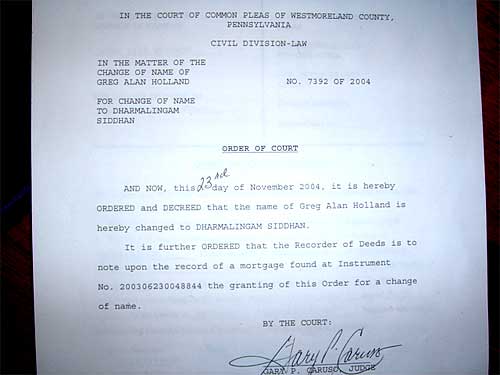 IN THE COURT OF COMMON PLEAS OF WESTMORELAND COUNTY,
PENNSYLVANIA
CIVIL DIVISION-LAW
IN THE MATTER OF THE
CHANGE OF NAME OF
GREG ALAN HOLLAND NO. 7392 OF 2004
FOR CHANGE OF NAME
TO DHARMALINGAM
SIDDHAN
ORDER OF COURT
AND NOW, this 23rd day of November 2004, it is hereby
ORDERED and DECREED that the name of Greg Alan Holland is
hereby changed to DHARMALINGAM SIDDHAN.
It is further ORDERED that the Recorder of Deeds is to
note upon the record of a mortgage found at Instrument
No. 200306230048844 the granting of this Order for a change
of name.
BY THE COURT:
Gary P. Caruso
GARY P. CARUSO, JUDGE